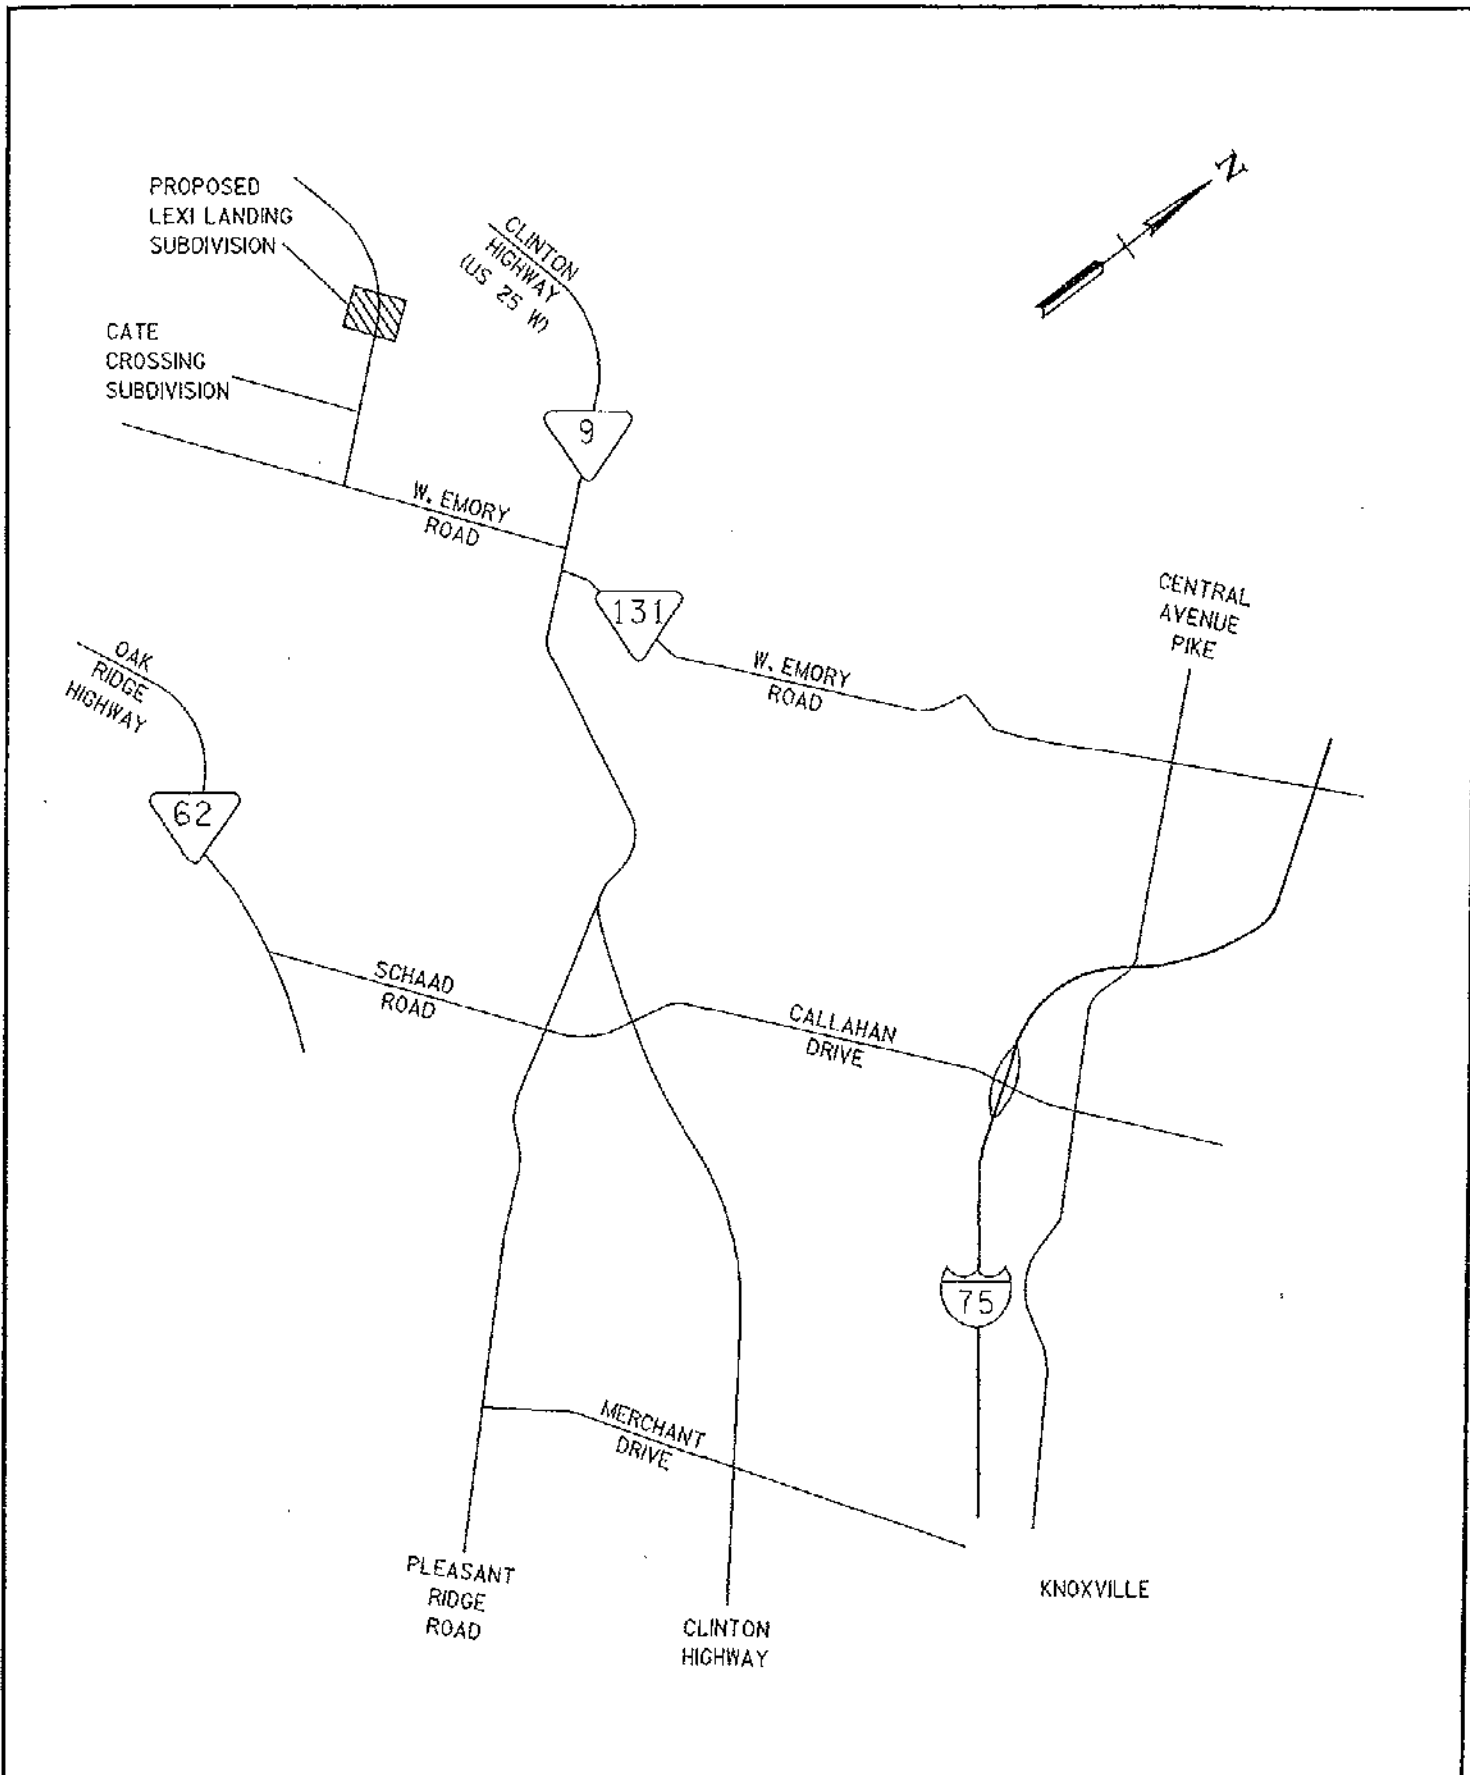 PROPOSED
LEXI LANDING
SUBDIVISION
CLINTON
HIGHWAY
(US 25 W)
N
CATE
CROSSING
SUBDIVISION
9
W. EMORY
ROAD
131
CENTRAL
AVENUE
PIKE
OAK
RIDGE
HIGHWAY
W. EMORY
ROAD
62
SCHAAD
ROAD
CALLAHAN
DRIVE
75
MERCHANT
DRIVE
PLEASANT
RIDGE
ROAD
CLINTON
HIGHWAY
KNOXVILLE